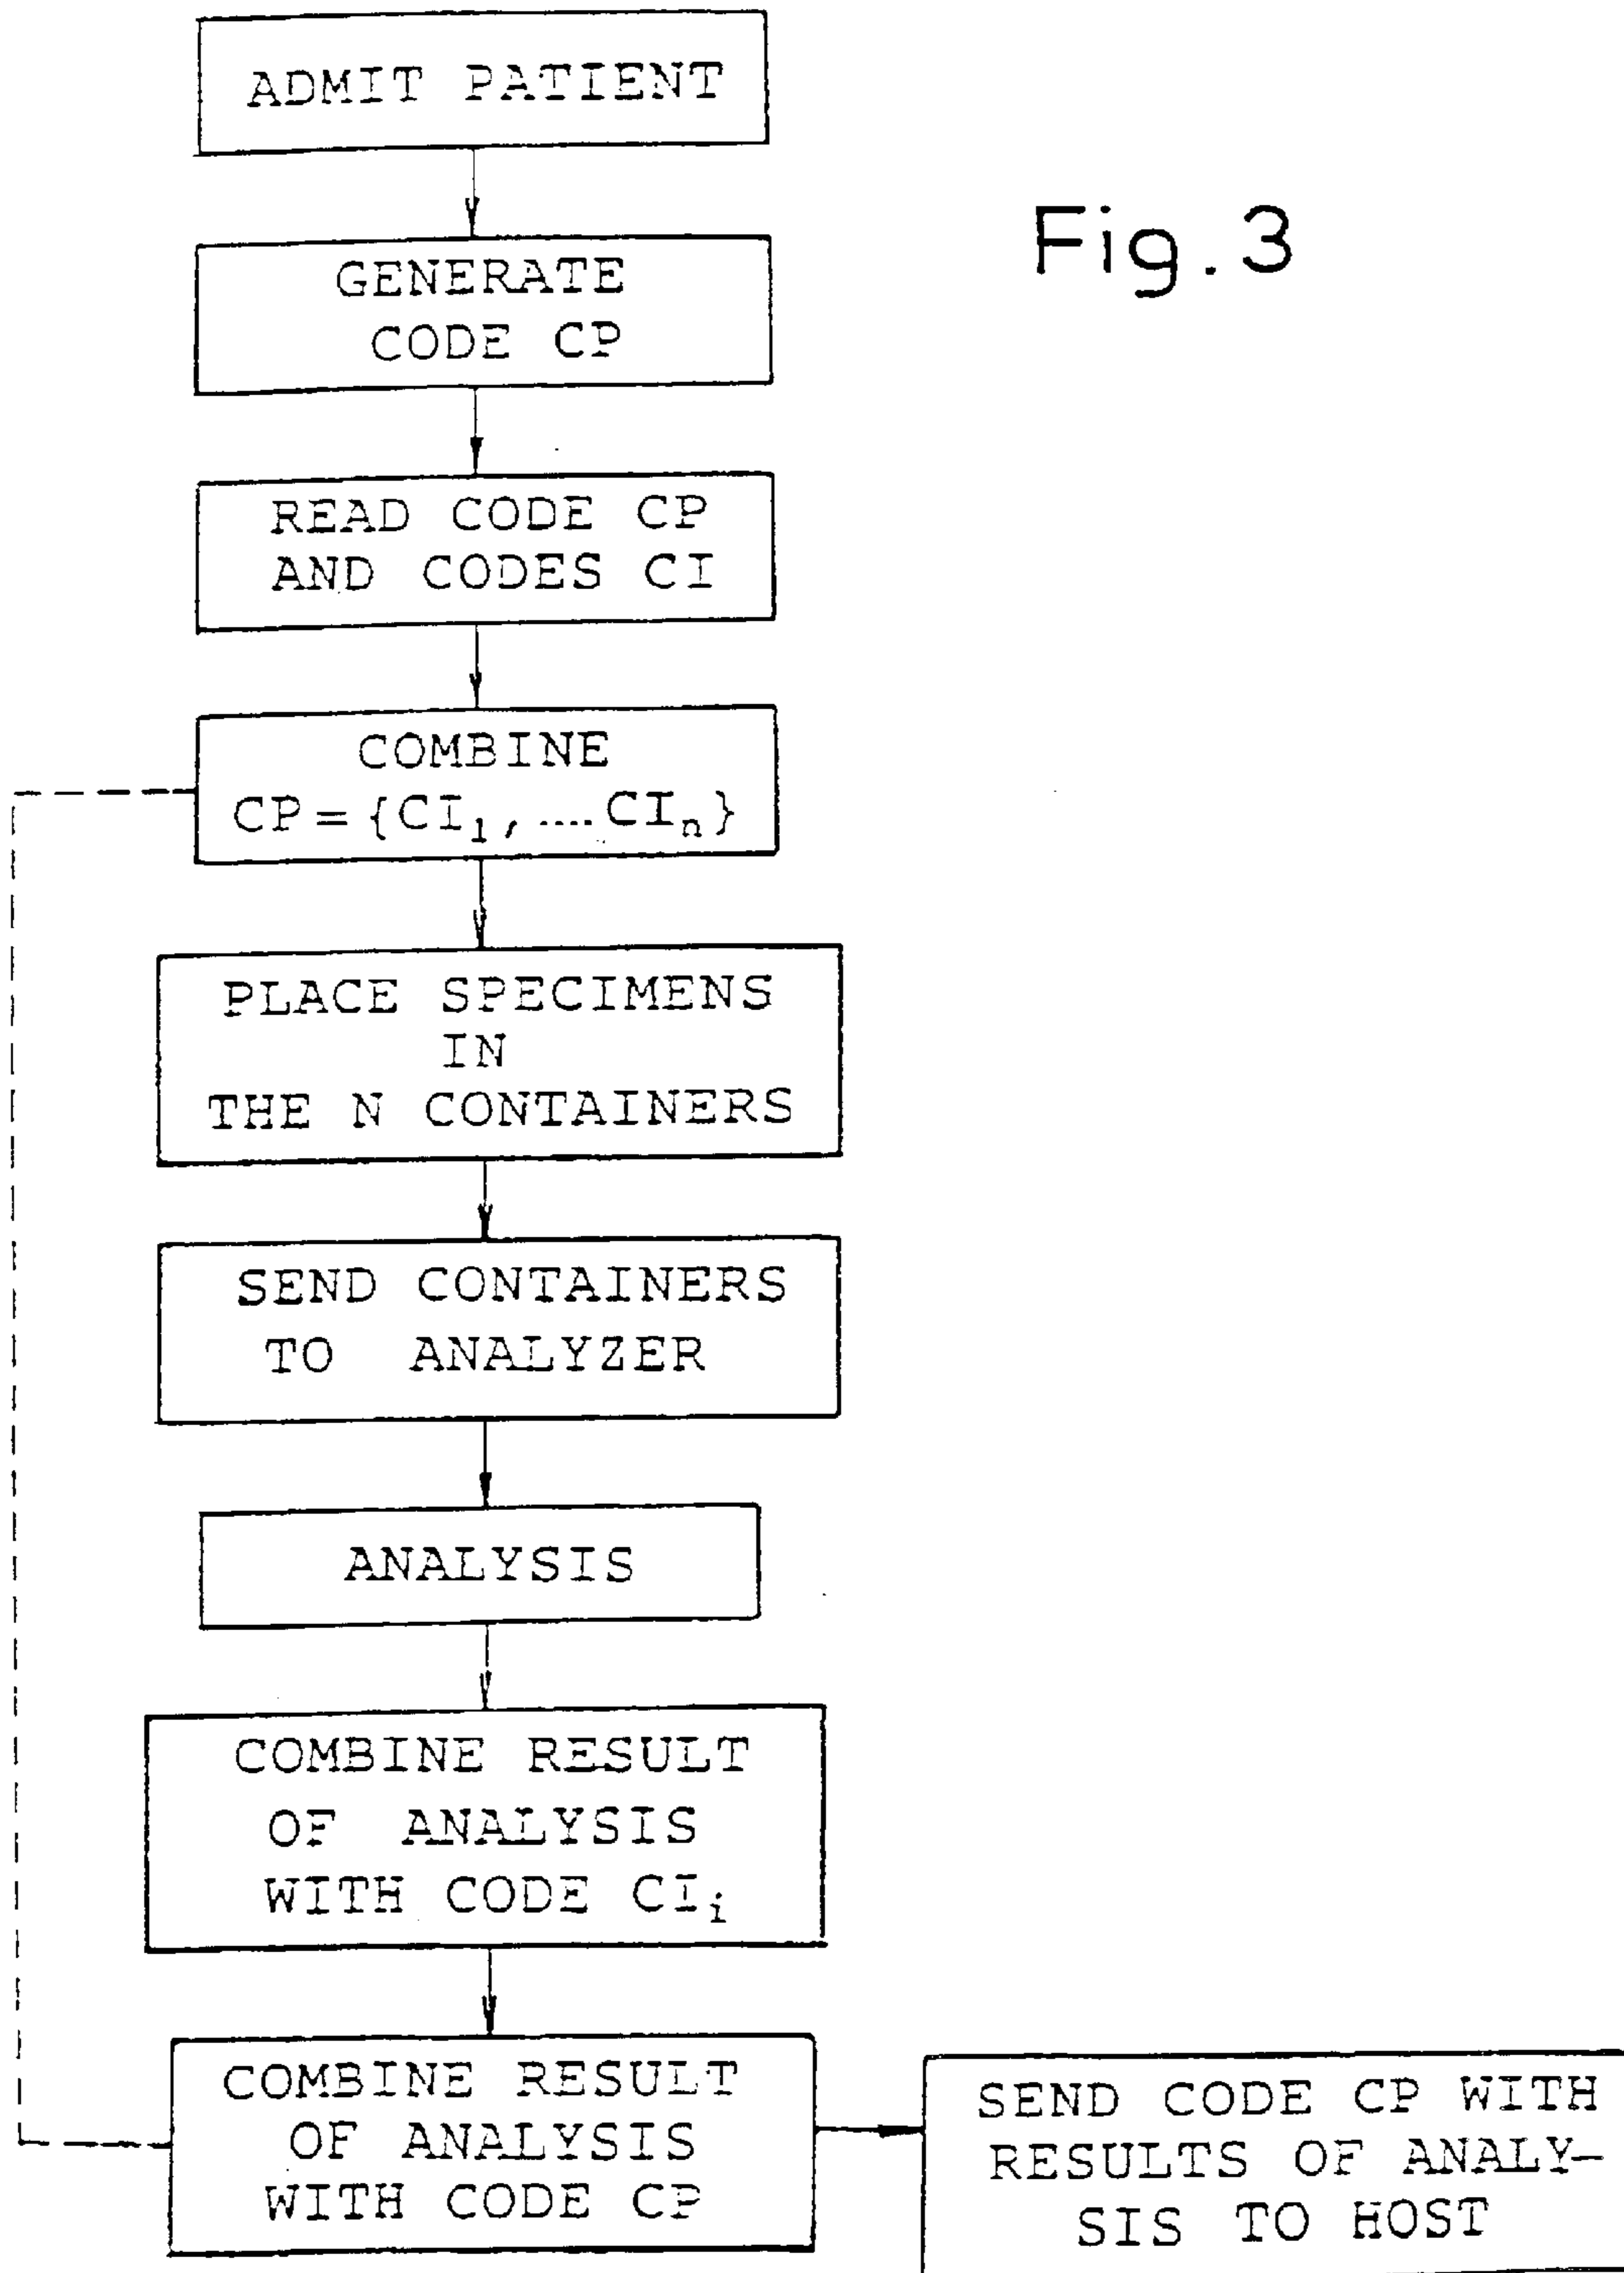 ADMIT PATIENT
Fig. 3
GENERATE
CODE CP
READ CODE CP
AND CODES CI
COMBINE
CP = {CI₁, .... CIₙ}
PLACE SPECIMENS
IN
THE N CONTAINERS
SEND CONTAINERS
TO ANALYZER
ANALYSIS
COMBINE RESULT
OF ANALYSIS
WITH CODE CIᵢ
COMBINE RESULT
OF ANALYSIS
WITH CODE CP
SEND CODE CP WITH
RESULTS OF ANALY-
SIS TO HOST